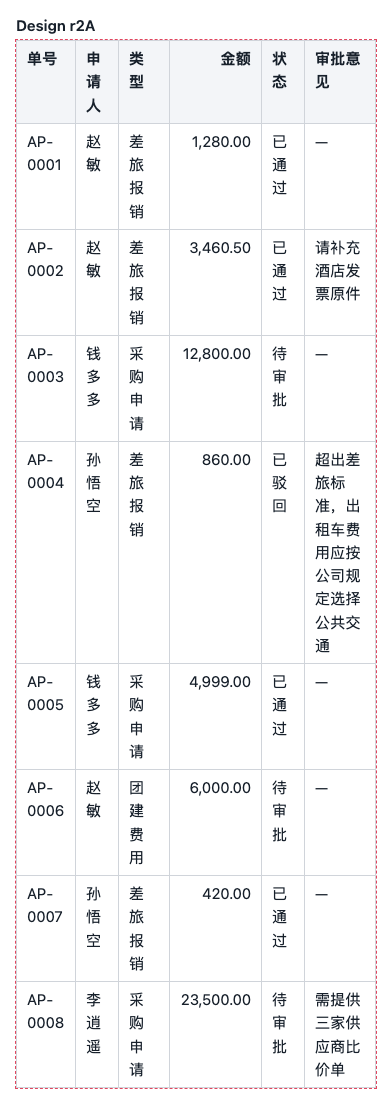 Design r2A
单号 申请人 类型 金额 状态 审批意见
AP-0001 赵敏 差旅报销 1,280.00 已通过 —
AP-0002 赵敏 差旅报销 3,460.50 已通过 请补充酒店发票原件
AP-0003 钱多多 采购申请 12,800.00 待审批 —
AP-0004 孙悟空 差旅报销 860.00 已驳回 超出差旅标准，出租车费用应按公司规定选择公共交通
AP-0005 钱多多 采购申请 4,999.00 已通过 —
AP-0006 赵敏 团建费用 6,000.00 待审批 —
AP-0007 孙悟空 差旅报销 420.00 已通过 —
AP-0008 李逍遥 采购申请 23,500.00 待审批 需提供三家供应商比价单